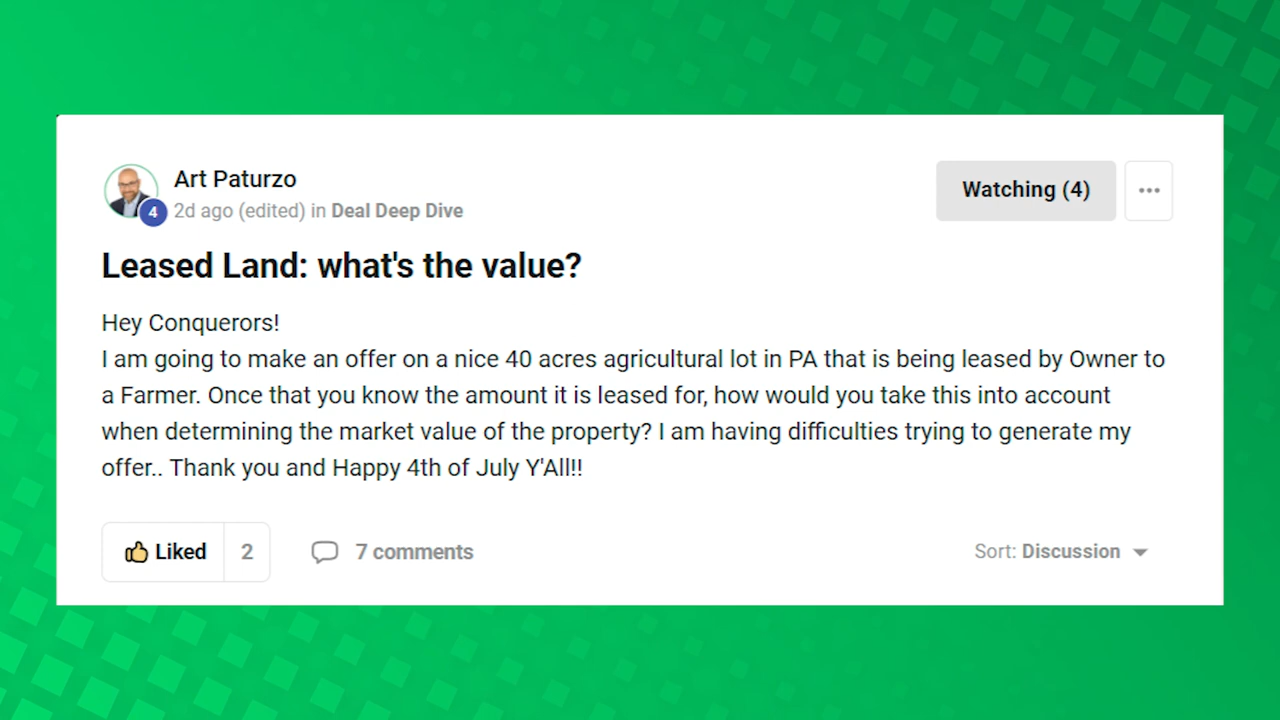 Art Paturzo
4
2d ago (edited) in Deal Deep Dive
Watching (4)
Leased Land: what's the value?
Hey Conquerors!
I am going to make an offer on a nice 40 acres agricultural lot in PA that is being leased by Owner to
a Farmer. Once that you know the amount it is leased for, how would you take this into account
when determining the market value of the property? I am having difficulties trying to generate my
offer.. Thank you and Happy 4th of July Y'All!!
Liked 2
7 comments
Sort: Discussion